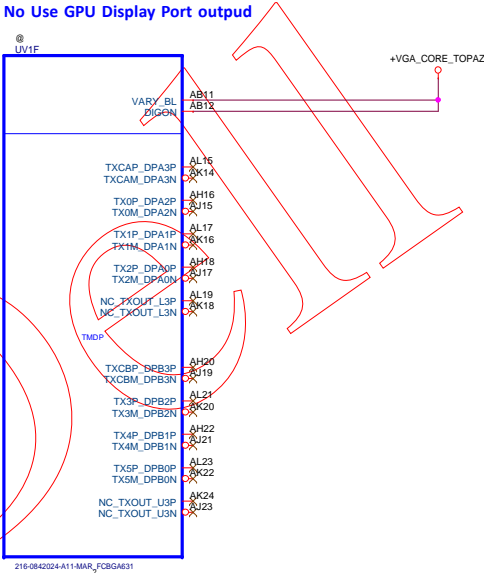 No Use GPU Display Port outpud
@
UV1F
+VGA_CORE_TOPAZ
VARY_BL AB11
DIGON AB12
TXCAP_DPA3P AL15
TXCAM_DPA3N AK14
TX0P_DPA2P AH16
TX0M_DPA2N AJ15
TX1P_DPA1P AL17
TX1M_DPA1N AK16
TX2P_DPA0P AH18
TX2M_DPA0N AJ17
NC_TXOUT_L3P AL19
NC_TXOUT_L3N AK18
TMDP
TXCBP_DPB3P AH20
TXCBM_DPB3N AJ19
TX3P_DPB2P AL21
TX3M_DPB2N AK20
TX4P_DPB1P AH22
TX4M_DPB1N AJ21
TX5P_DPB0P AL23
TX5M_DPB0N AK22
NC_TXOUT_U3P AK24
NC_TXOUT_U3N AJ23
216-0842024-A11-MAR_FCBGA631